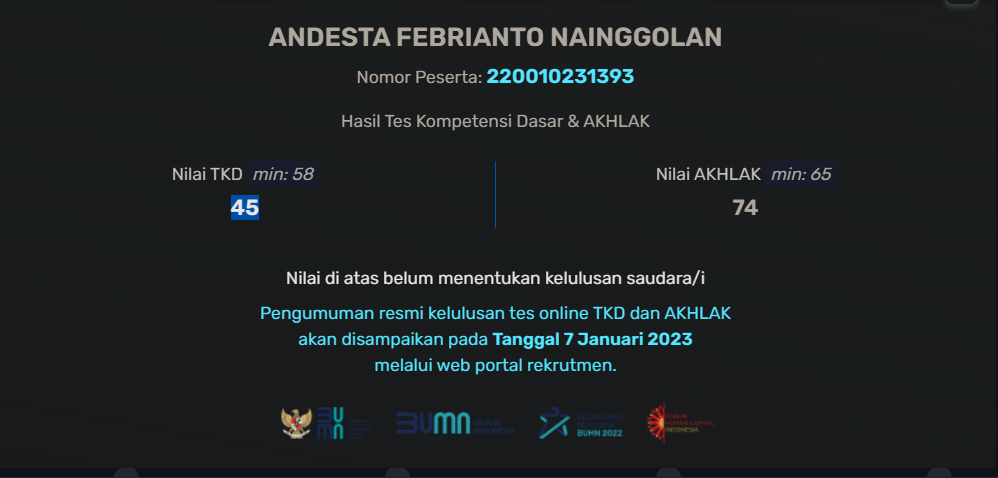 ANDESTA FEBRIANTO NAINGGOLAN
Nomor Peserta: 220010231393
Hasil Tes Kompetensi Dasar & AKHLAK
Nilai TKD min: 58
45
Nilai AKHLAK min: 65
74
Nilai di atas belum menentukan kelulusan saudara/i
Pengumuman resmi kelulusan tes online TKD dan AKHLAK
akan disampaikan pada Tanggal 7 Januari 2023
melalui web portal rekrutmen.
BUMN
BUMN UNTUK
INDONESIA
BUMN 2022
FORUM
HUMAN CAPITAL
INDONESIA